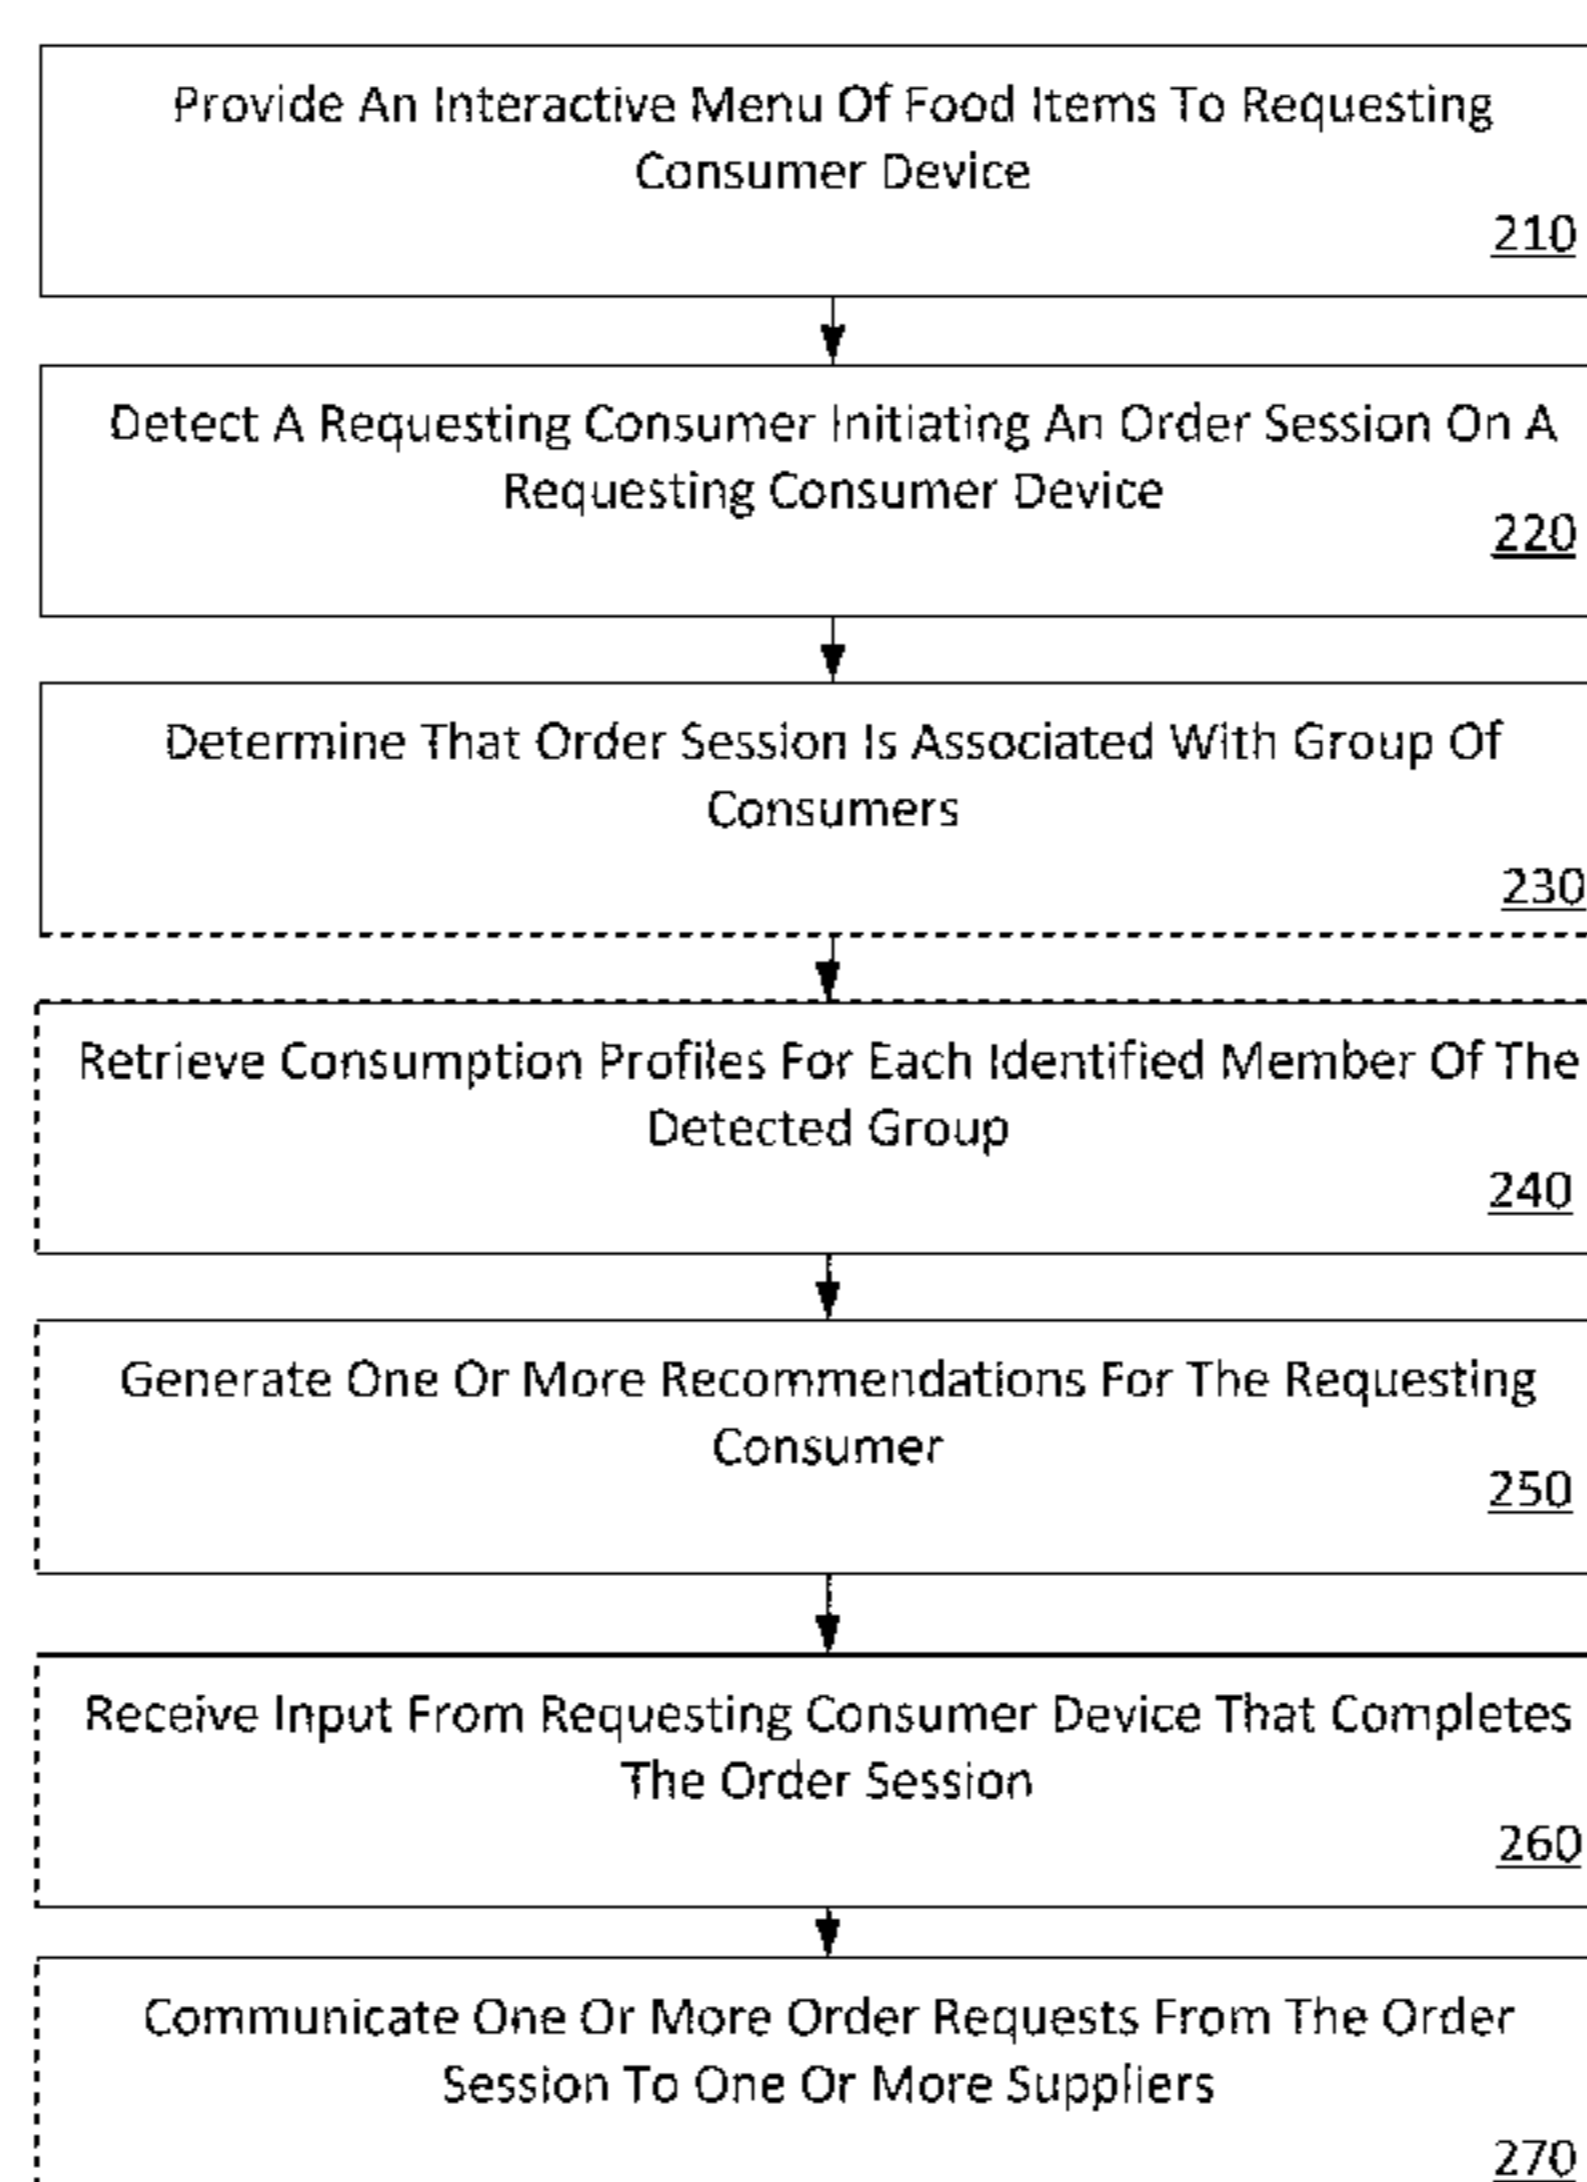 Provide An Interactive Menu Of Food Items To Requesting
Consumer Device
210
Detect A Requesting Consumer Initiating An Order Session On A
Requesting Consumer Device
220
Determine That Order Session Is Associated With Group Of
Consumers
230
Retrieve Consumption Profiles For Each Identified Member Of The
Detected Group
240
Generate One Or More Recommendations For The Requesting
Consumer
250
Receive Input From Requesting Consumer Device That Completes
The Order Session
260
Communicate One Or More Order Requests From The Order
Session To One Or More Suppliers
270